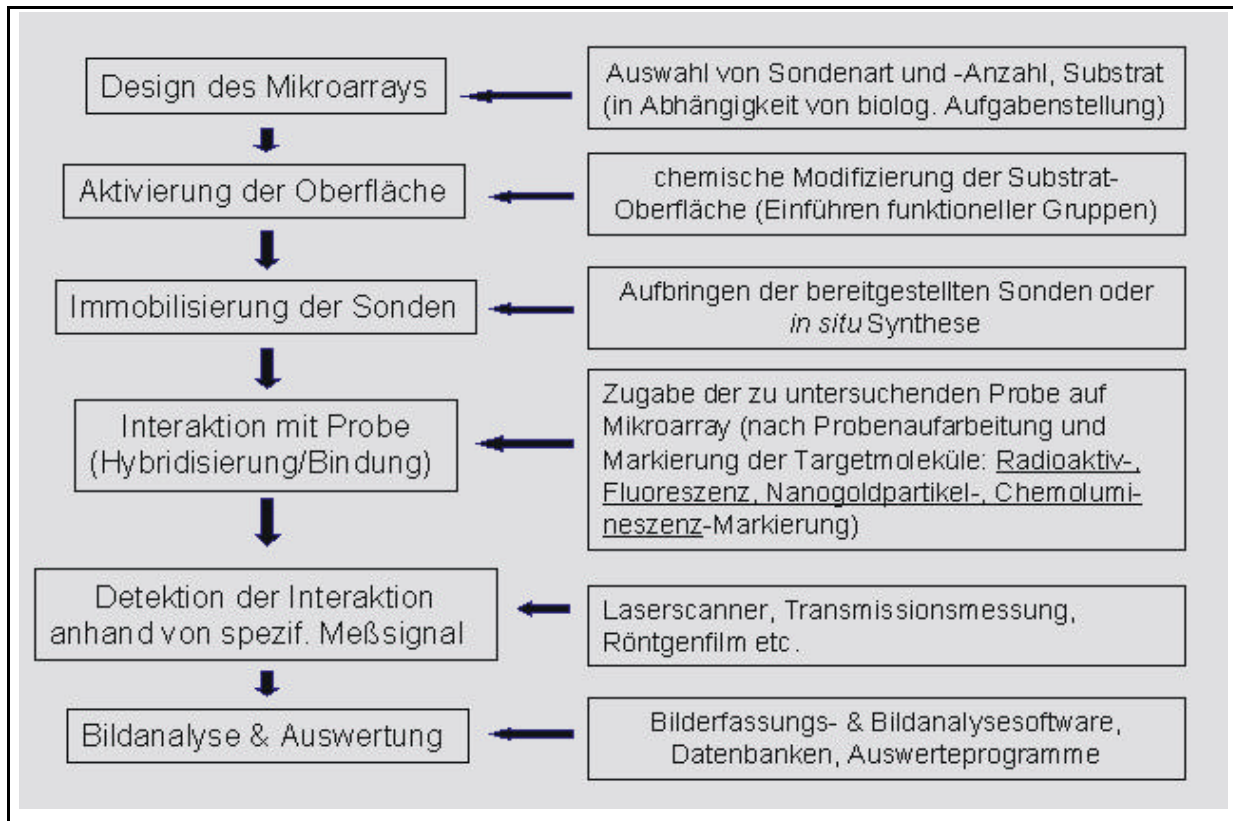 Design des Mikroarrays
Auswahl von Sondenart und -Anzahl, Substrat
(in Abhängigkeit von biolog. Aufgabenstellung)
Aktivierung der Oberfläche
chemische Modifizierung der Substrat-
Oberfläche (Einführen funktioneller Gruppen)
Immobilisierung der Sonden
Aufbringen der bereitgestellten Sonden oder
in situ Synthese
Interaktion mit Probe
(Hybridisierung/Bindung)
Zugabe der zu untersuchenden Probe auf
Mikroarray (nach Probenaufarbeitung und
Markierung der Targetmoleküle: Radioaktiv-,
Fluoreszenz, Nanogoldpartikel-, Chemolumi-
neszenz-Markierung)
Detektion der Interaktion
anhand von spezif. Meßsignal
Laserscanner, Transmissionsmessung,
Röntgenfilm etc.
Bildanalyse & Auswertung
Bilderfassungs- & Bildanalysesoftware,
Datenbanken, Auswerteprogramme